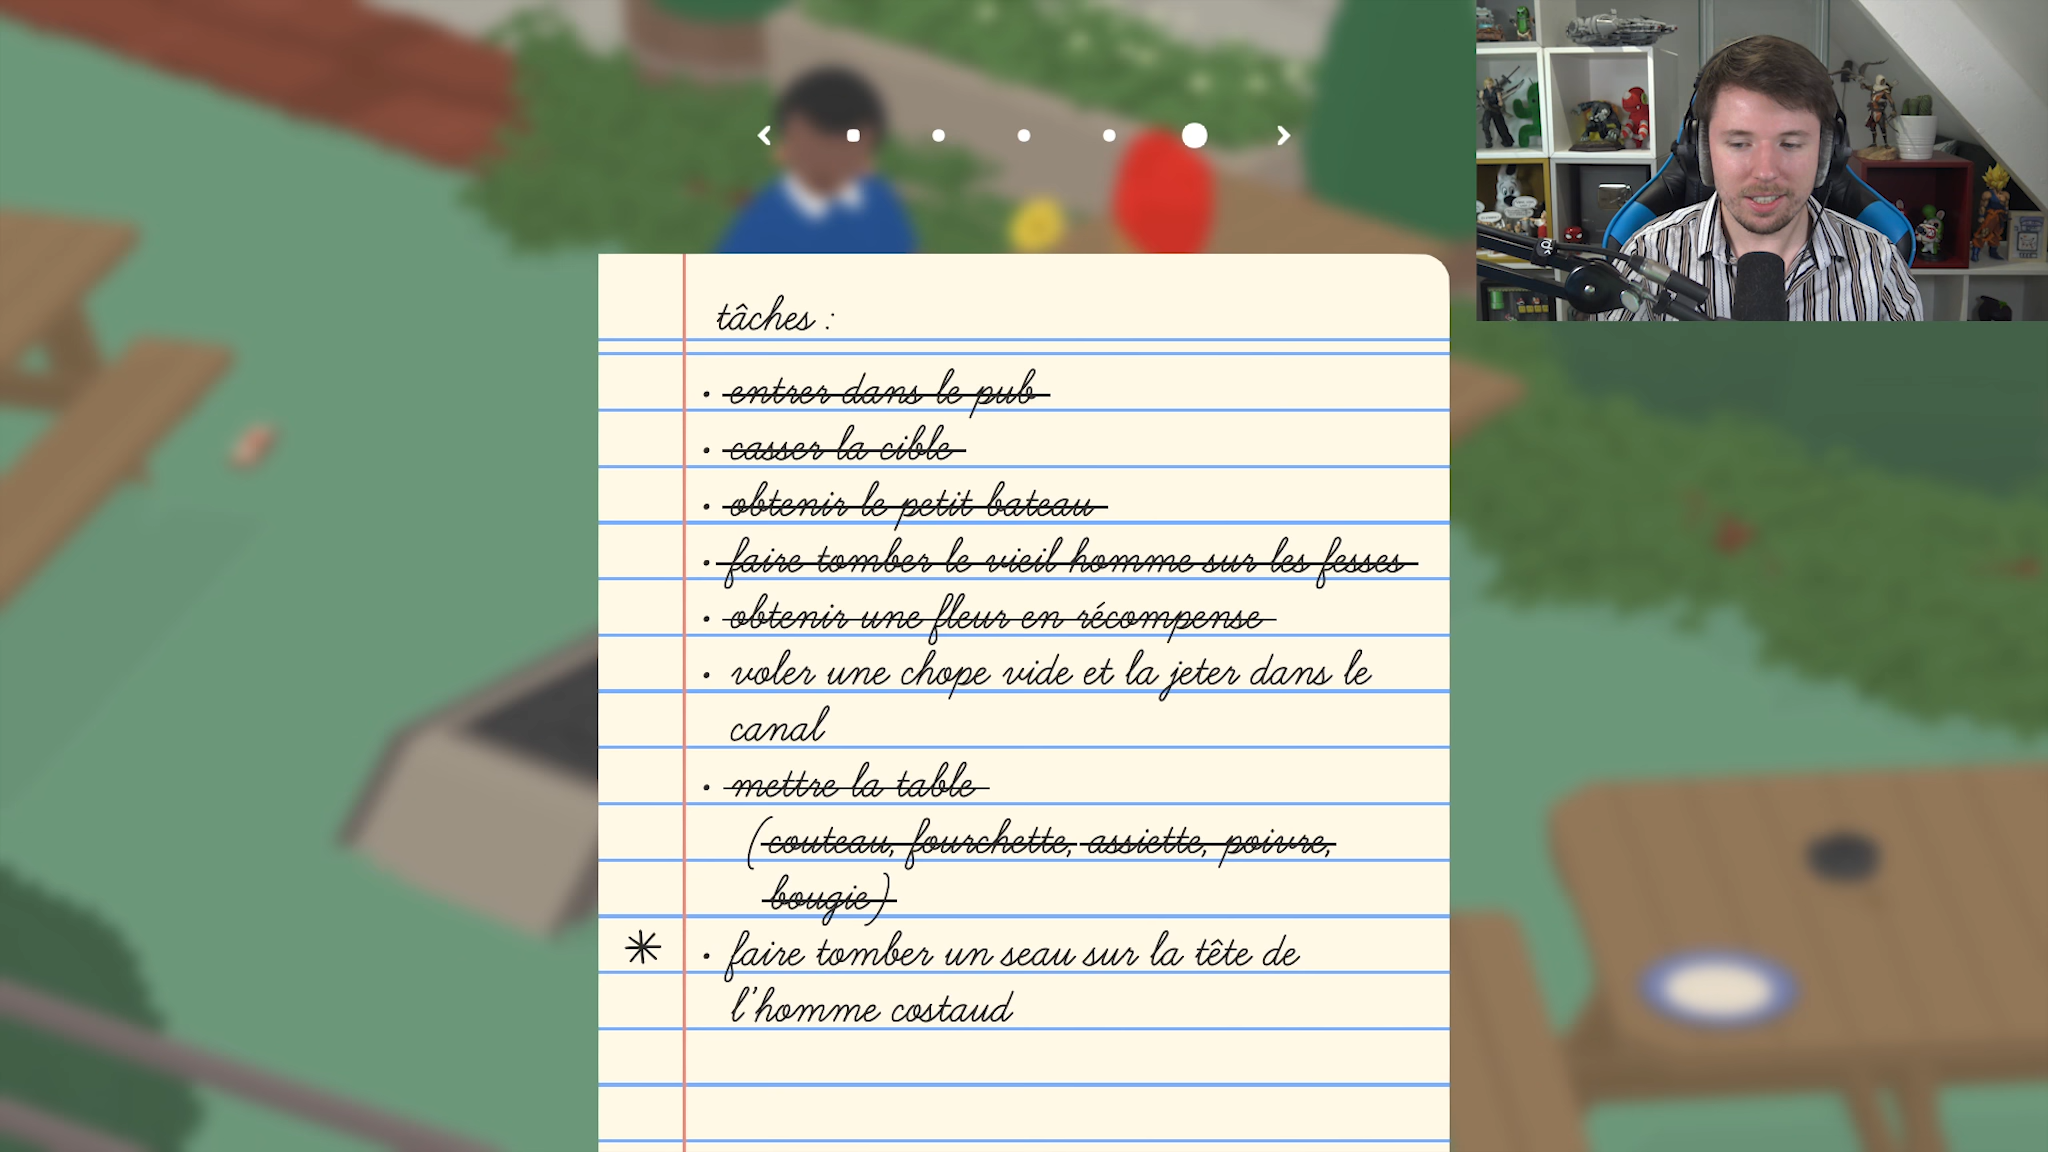 tâches :
• entrer dans le pub
• casser la cible
• obtenir le petit bateau
• faire tomber le vieil homme sur les fesses
• obtenir une fleur en récompense
• voler une chope vide et la jeter dans le
canal
• mettre la table
(couteau, fourchette, assiette, poivre,
bougie)
• faire tomber un seau sur la tête de
l'homme costaud